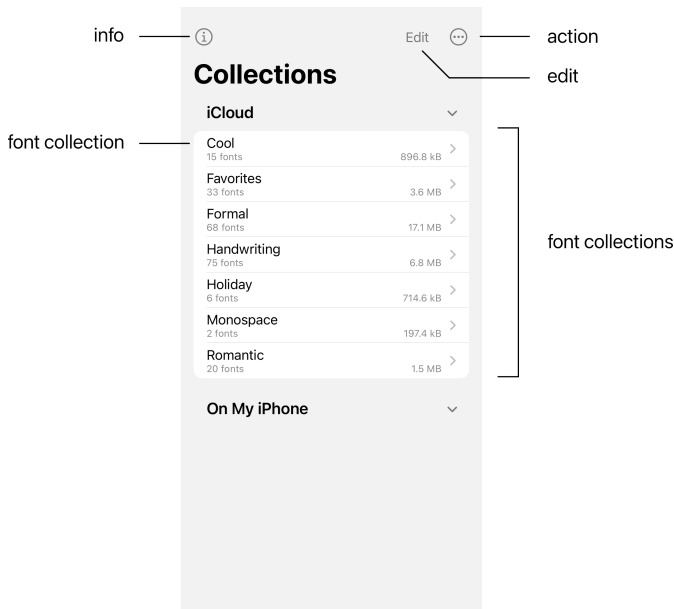 info
Edit
action
edit
Collections
iCloud
font collection
Cool
15 fonts
896.8 kB
Favorites
33 fonts
3.6 MB
Formal
68 fonts
17.1 MB
font collections
Handwriting
75 fonts
6.8 MB
Holiday
6 fonts
714.6 kB
Monospace
2 fonts
197.4 kB
Romantic
20 fonts
1.5 MB
On My iPhone